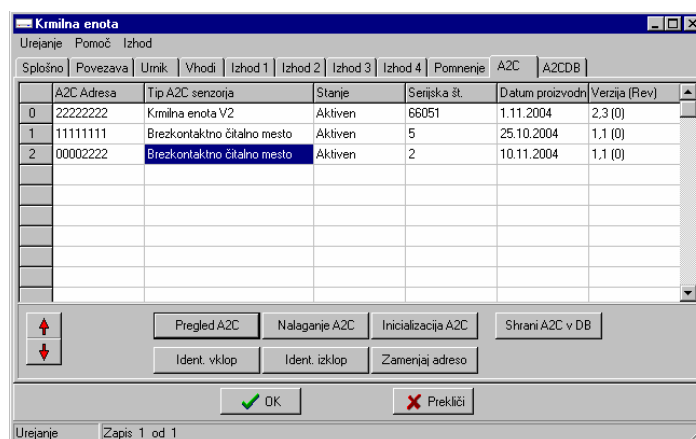 Krmilna enota
Urejanje Pomoč Izhod
Splošno Povezava Urnik Vhodi Izhod 1 Izhod 2 Izhod 3 Izhod 4 Pomnenje A2C A2CDB
A2C Adresa Tip A2C senzorja Stanje Serijska št. Datum proizvodn Verzija (Rev)
0 22222222 Krmilna enota V2 Aktiven 66051 1.11.2004 2,3 (0)
1 11111111 Brezkontaktno čitalno mesto Aktiven 5 25.10.2004 1,1 (0)
2 00002222 Brezkontaktno čitalno mesto Aktiven 2 10.11.2004 1,1 (0)
Pregled A2C Nalaganje A2C Inicializacija A2C Shrani A2C v DB
Ident. vklop Ident. izklop Zamenjaj adreso
OK Prekliči
Urejanje Zapis 1 od 1